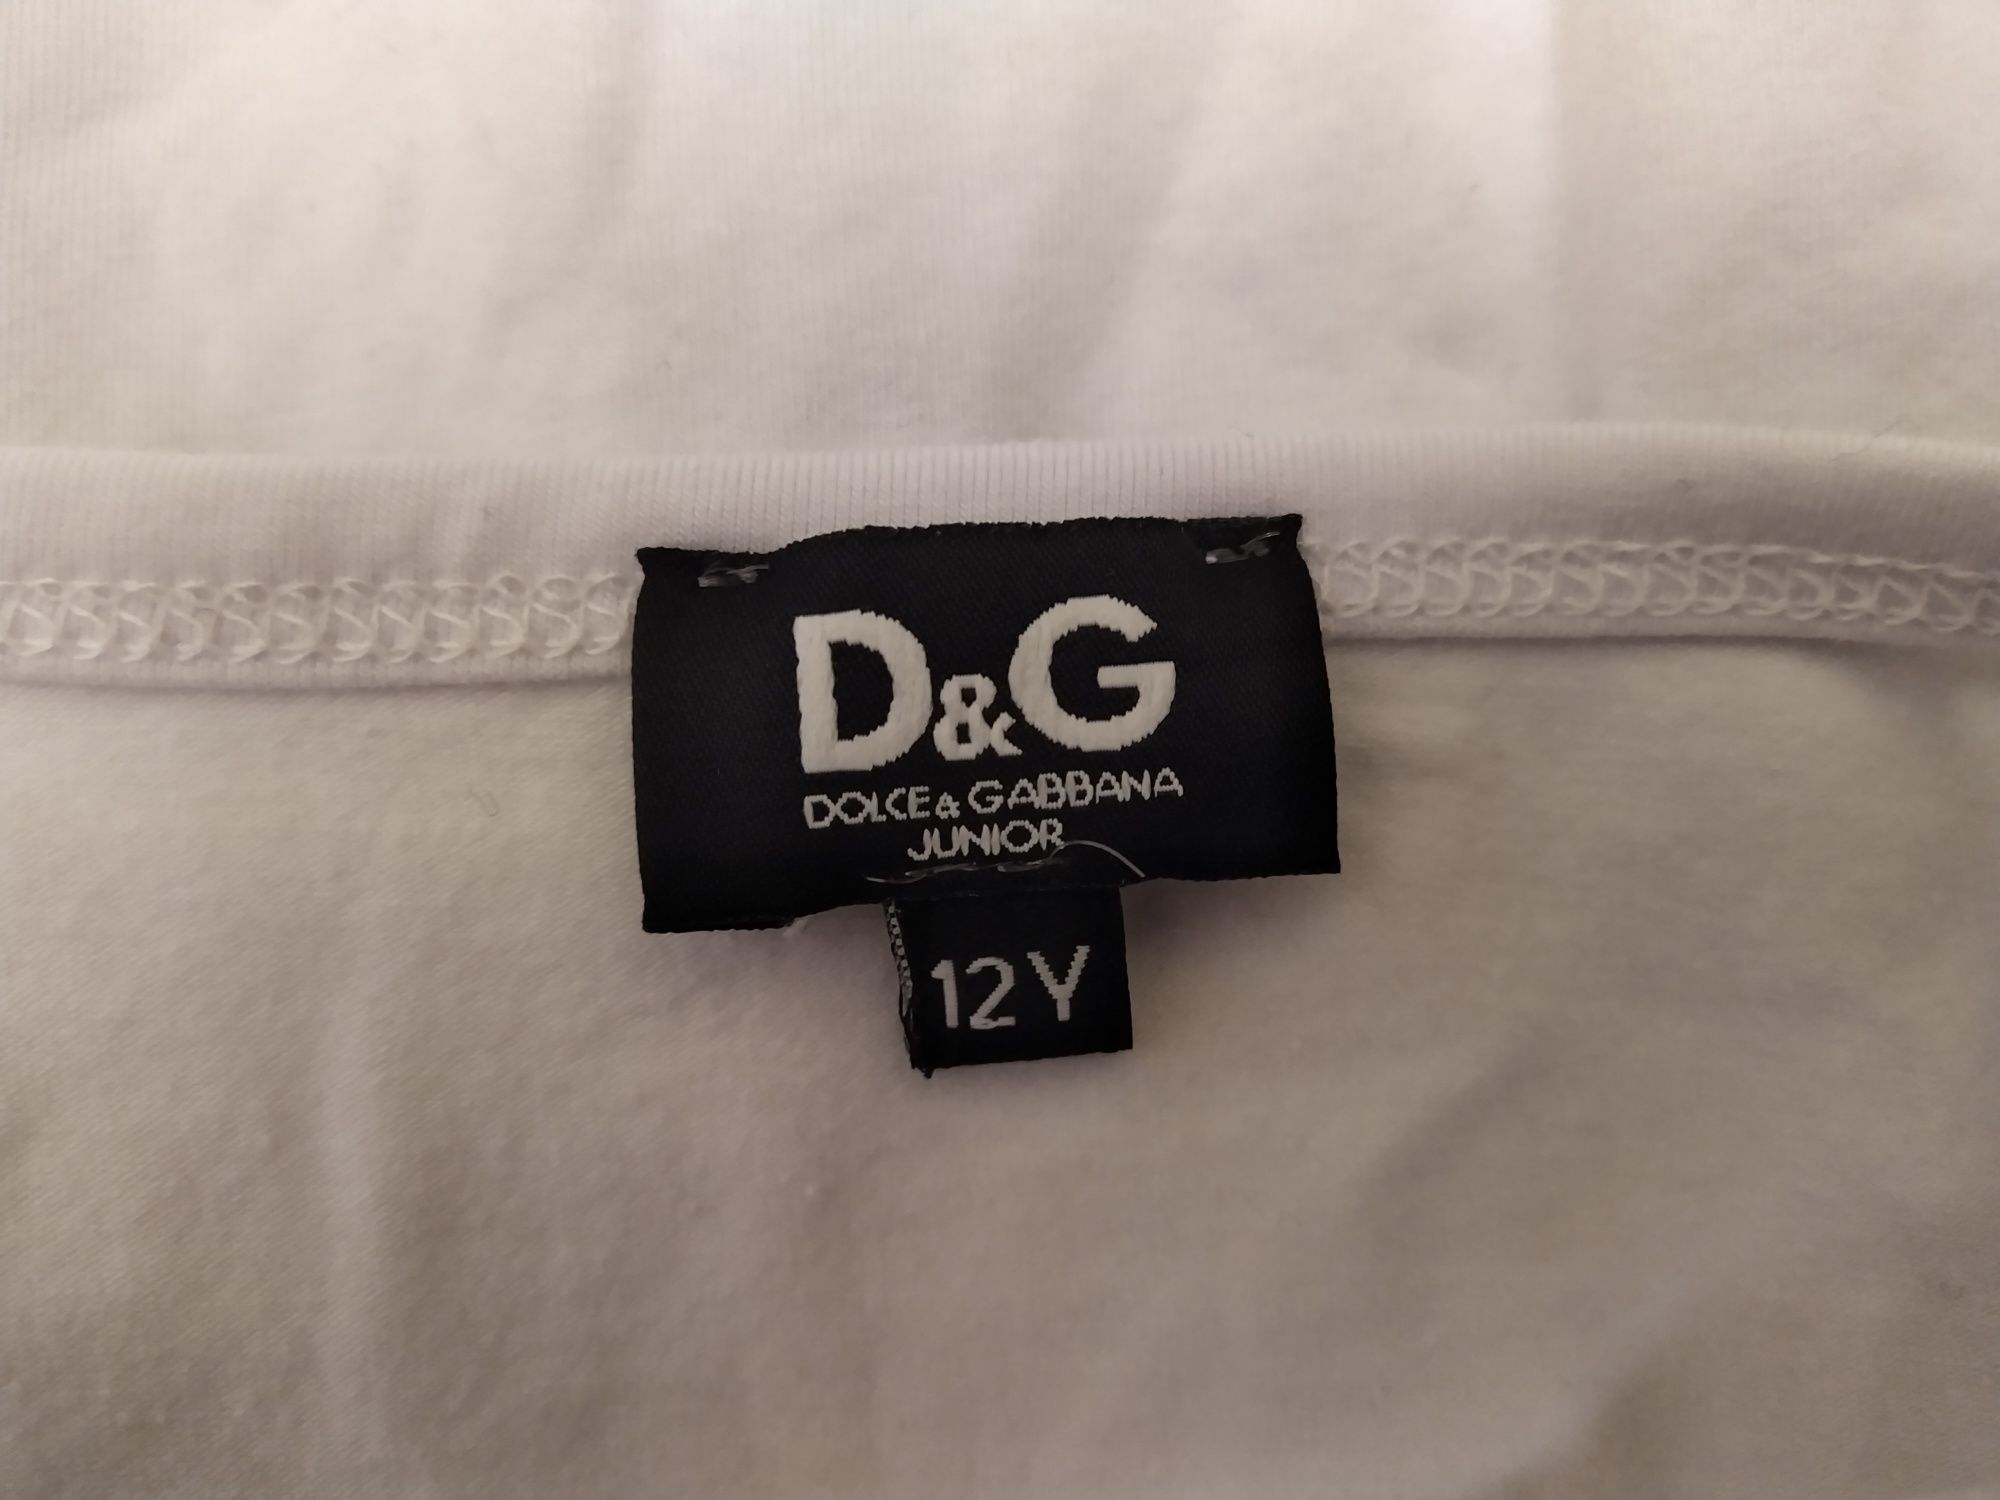 D&G
DOLCE & GABBANA
JUNIOR
12Y